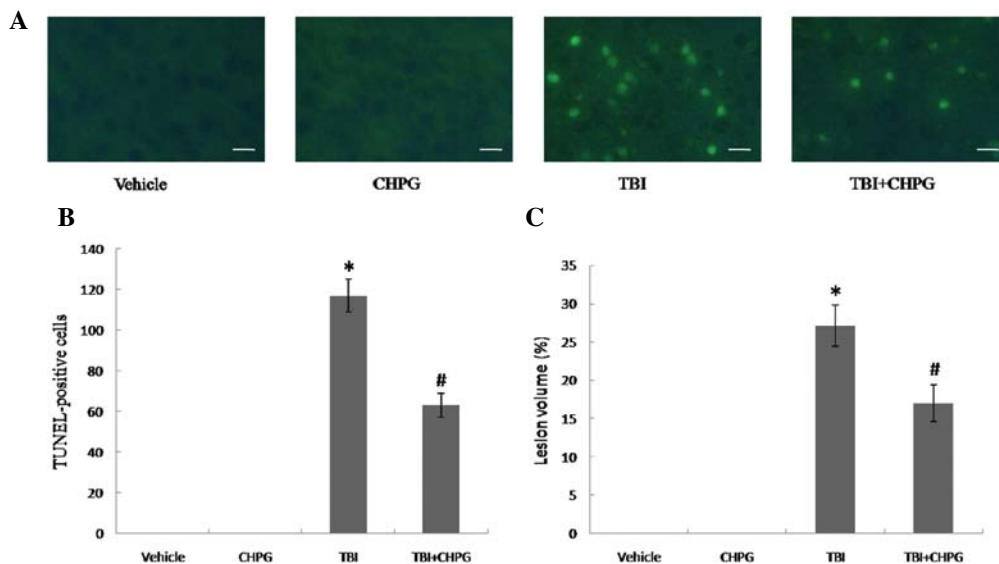 A
Vehicle CHPG TBI TBI+CHPG
B
TUNEL-positive cells
140
120
100
80
60
40
20
0
*
#
Vehicle CHPG TBI TBI+CHPG
C
Lesion volume (%)
35
30
25
20
15
10
5
0
*
#
Vehicle CHPG TBI TBI+CHPG